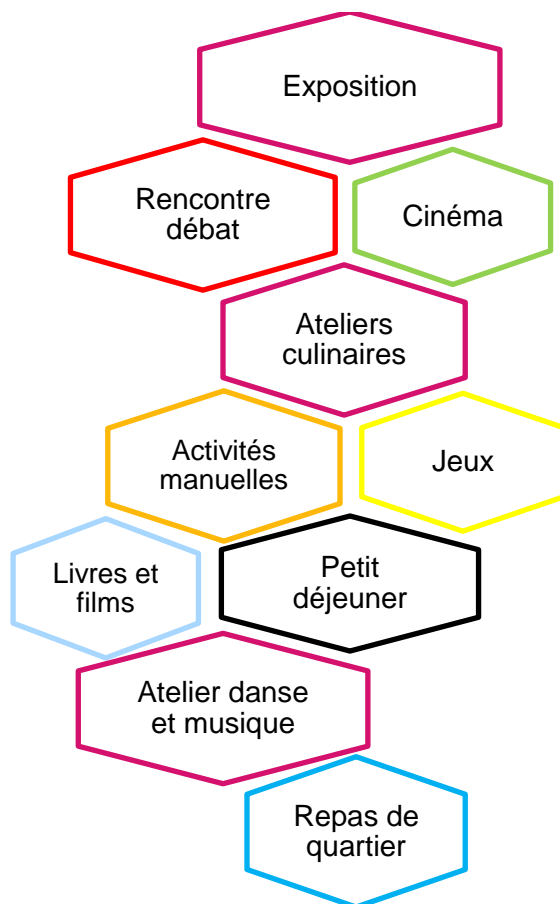 Exposition
Rencontre
débat
Cinéma
Ateliers
culinaires
Activités
manuelles
Jeux
Livres et
films
Petit
déjeuner
Atelier danse
et musique
Repas de
quartier